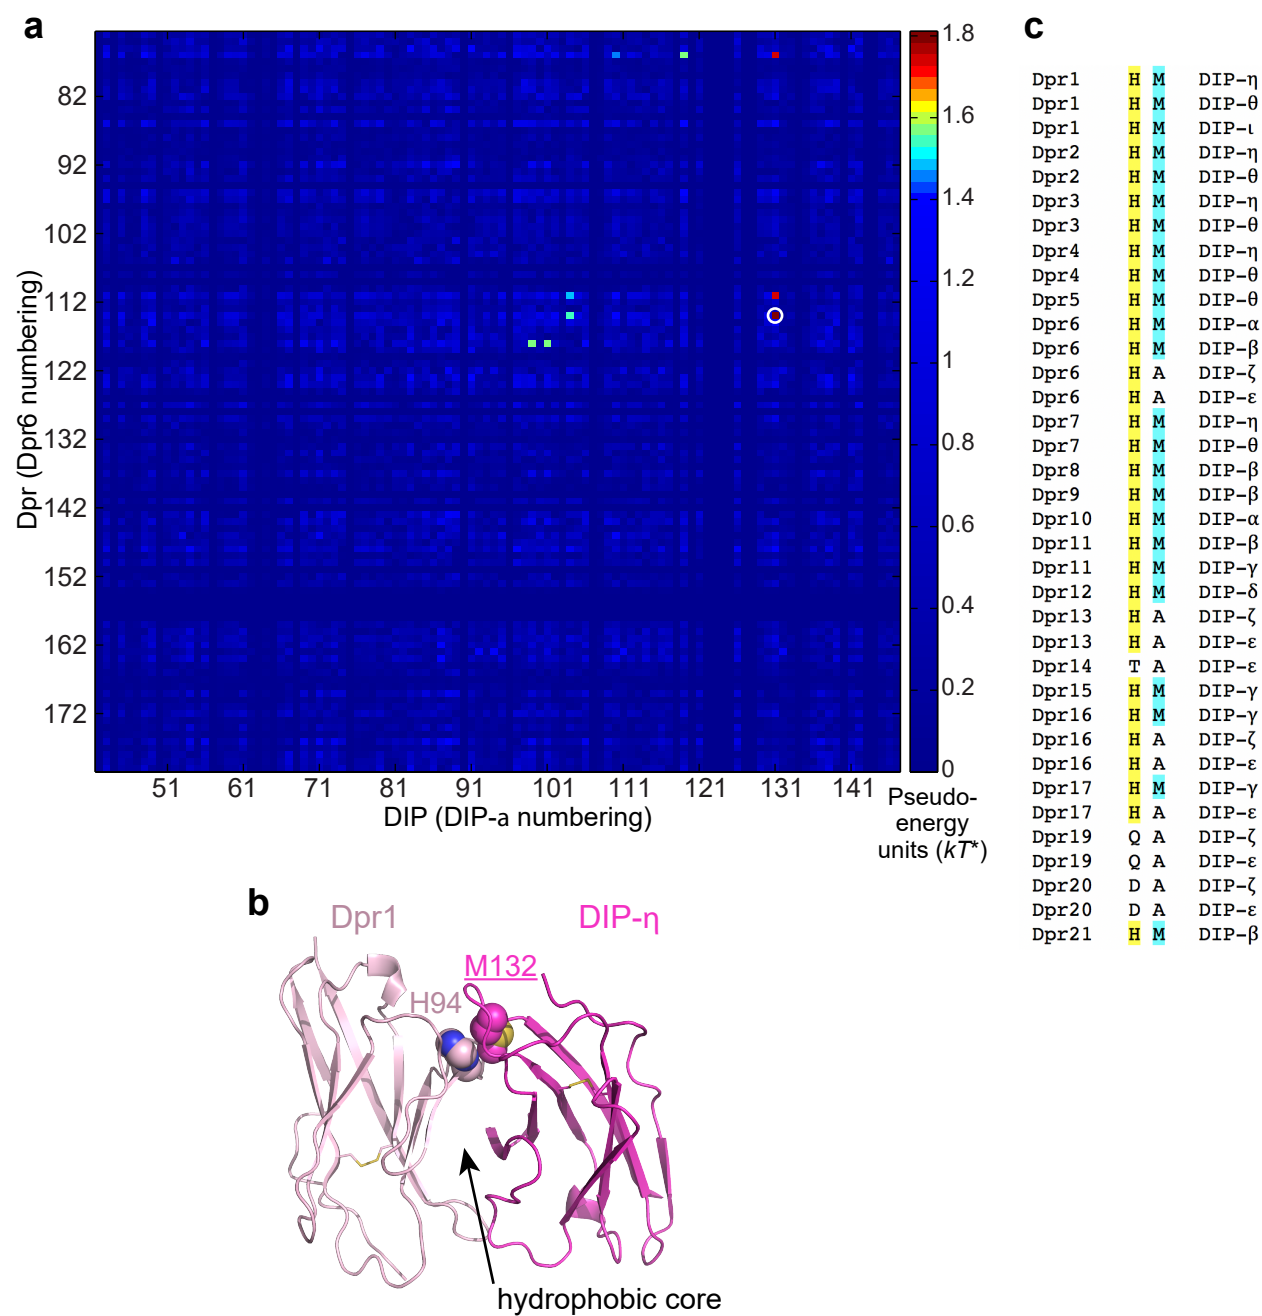 a
82
92
102
112
122
132
142
152
162
172
Dpr (Dpr6 numbering)
51 61 71 81 91 101 111 121 131 141
DIP (DIP-a numbering)
1.8
1.6
1.4
1.2
1
0.8
0.6
0.4
0.2
0
Pseudo-
energy
units (kT*)
b
Dpr1
DIP-η
M132
H94
hydrophobic core
c
Dpr1 H M DIP-η
Dpr1 H M DIP-θ
Dpr1 H M DIP-ι
Dpr2 H M DIP-η
Dpr2 H M DIP-θ
Dpr3 H M DIP-η
Dpr3 H M DIP-θ
Dpr4 H M DIP-η
Dpr4 H M DIP-θ
Dpr5 H M DIP-θ
Dpr6 H M DIP-α
Dpr6 H M DIP-β
Dpr6 H A DIP-ζ
Dpr6 H A DIP-ε
Dpr7 H M DIP-η
Dpr7 H M DIP-θ
Dpr8 H M DIP-β
Dpr9 H M DIP-β
Dpr10 H M DIP-α
Dpr11 H M DIP-β
Dpr11 H M DIP-γ
Dpr12 H M DIP-δ
Dpr13 H A DIP-ζ
Dpr13 H A DIP-ε
Dpr14 T A DIP-ε
Dpr15 H M DIP-γ
Dpr16 H M DIP-γ
Dpr16 H A DIP-ζ
Dpr16 H A DIP-ε
Dpr17 H M DIP-γ
Dpr17 H A DIP-ε
Dpr19 Q A DIP-ζ
Dpr19 Q A DIP-ε
Dpr20 D A DIP-ζ
Dpr20 D A DIP-ε
Dpr21 H M DIP-β